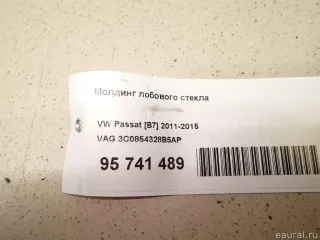 Молдинг лобового стекла
VW Passat [B7] 2011-2015
VAG 3C0854328B5AP
95 741 489
© eaural.ru